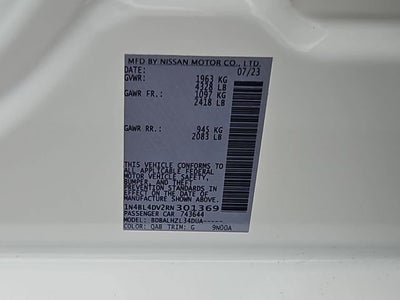 MFD BY NISSAN MOTOR CO., LTD.
DATE: 07/23
GVWR: 1963 KG
4328 LB
GAWR FR.: 1097 KG
2418 LB
GAWR RR.: 945 KG
2083 LB
THIS VEHICLE CONFORMS TO
ALL APPLICABLE FEDERAL
MOTOR VEHICLE SAFETY,
BUMPER, AND THEFT
PREVENTION STANDARDS
IN EFFECT ON THE DATE OF
MANUFACTURE SHOWN ABOVE.
1N4BL4DV2RN301369
PASSENGER CAR 743644
MODEL: BDBALHZL34DUA-----
COLOR: QAB TRIM: G 9N00A